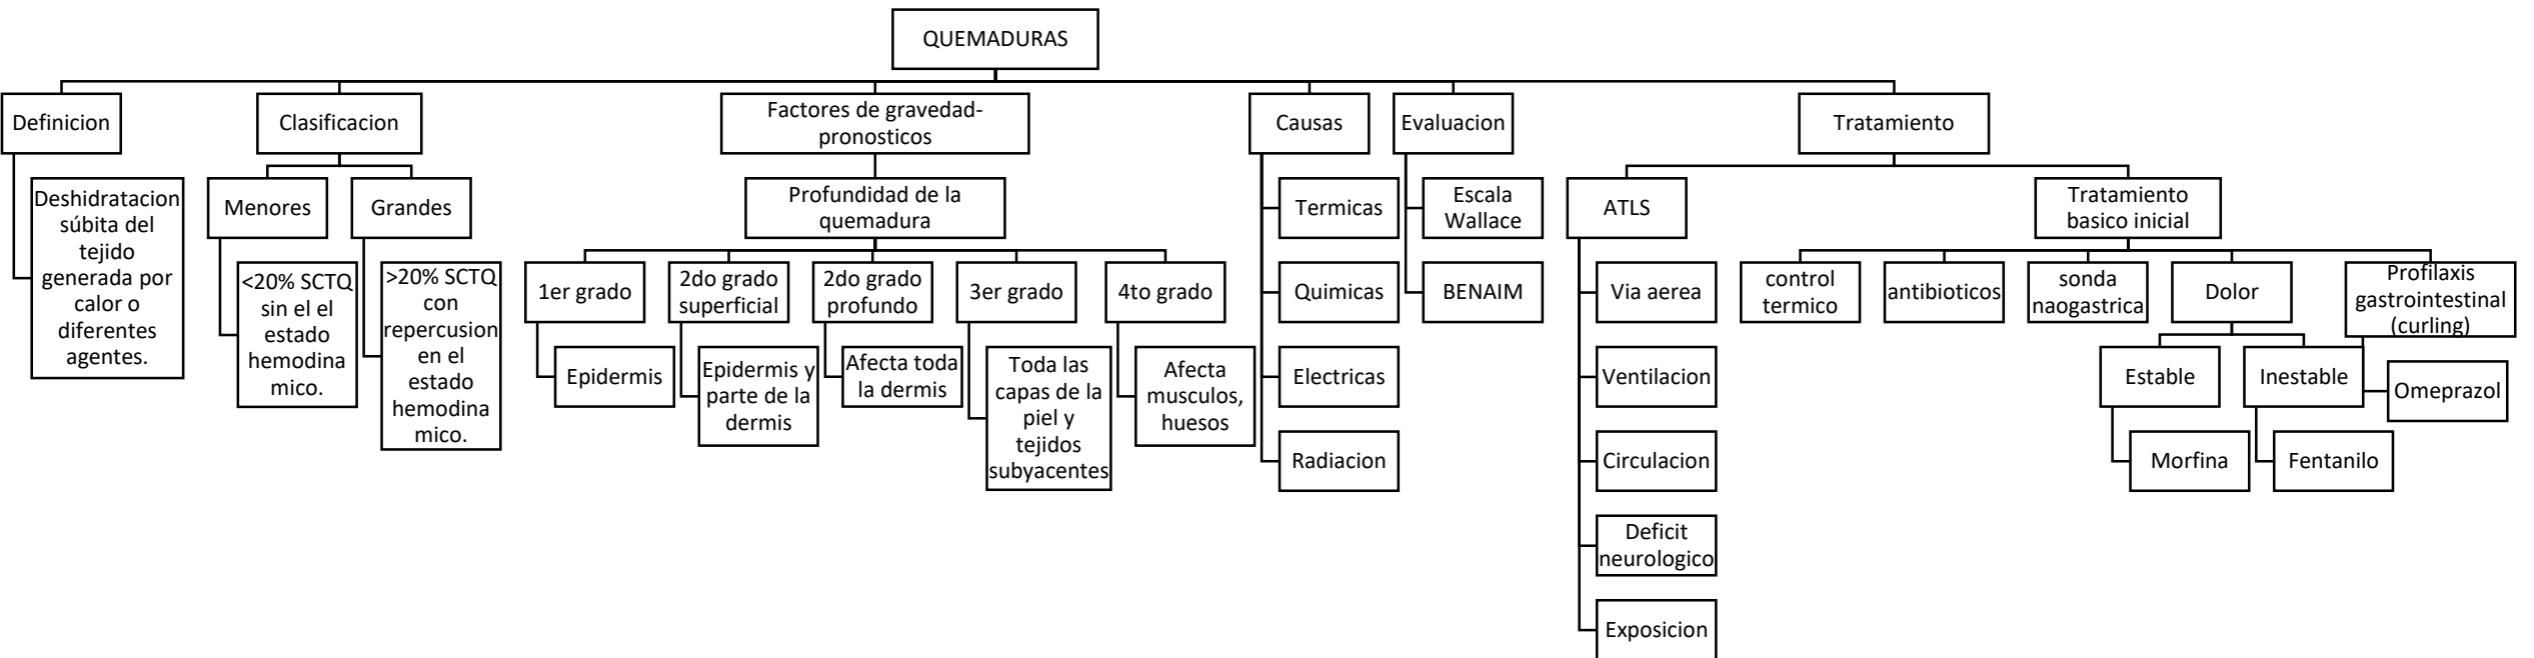 QUEMADURAS
Definicion
Deshidratacion
súbita del
tejido
generada por
calor o
diferentes
agentes.
Clasificacion
Menores
<20% SCTQ
sin el el
estado
hemodina
mico.
Grandes
>20% SCTQ
con
repercusion
en el
estado
hemodina
mico.
Factores de gravedad-
pronosticos
Profundidad de la
quemadura
1er grado
Epidermis
2do grado
superficial
Epidermis y
parte de la
dermis
2do grado
profundo
Afecta toda
la dermis
3er grado
Toda las
capas de la
piel y
tejidos
subyacentes
4to grado
Afecta
musculos,
huesos
Causas
Termicas
Quimicas
Electricas
Radiacion
Evaluacion
Escala
Wallace
BENAIM
Tratamiento
ATLS
Via aerea
Ventilacion
Circulacion
Deficit
neurologico
Exposicion
Tratamiento
basico inicial
control
termico
antibioticos
sonda
naogastrica
Dolor
Estable
Morfina
Inestable
Fentanilo
Profilaxis
gastrointestinal
(curling)
Omeprazol